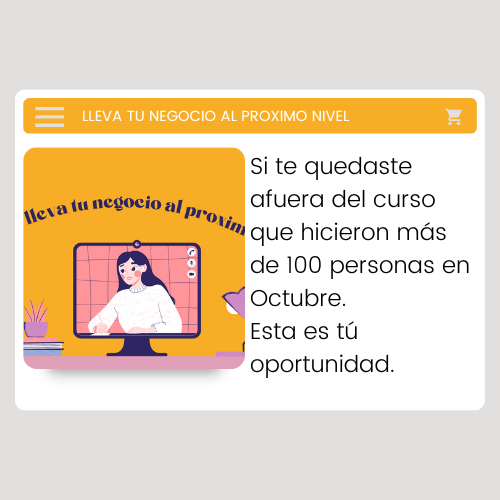 LLEVA TU NEGOCIO AL PROXIMO NIVEL
lleva tu negocio al proxim
Si te quedaste
afuera del curso
que hicieron más
de 100 personas en
Octubre.
Esta es tú
oportunidad.